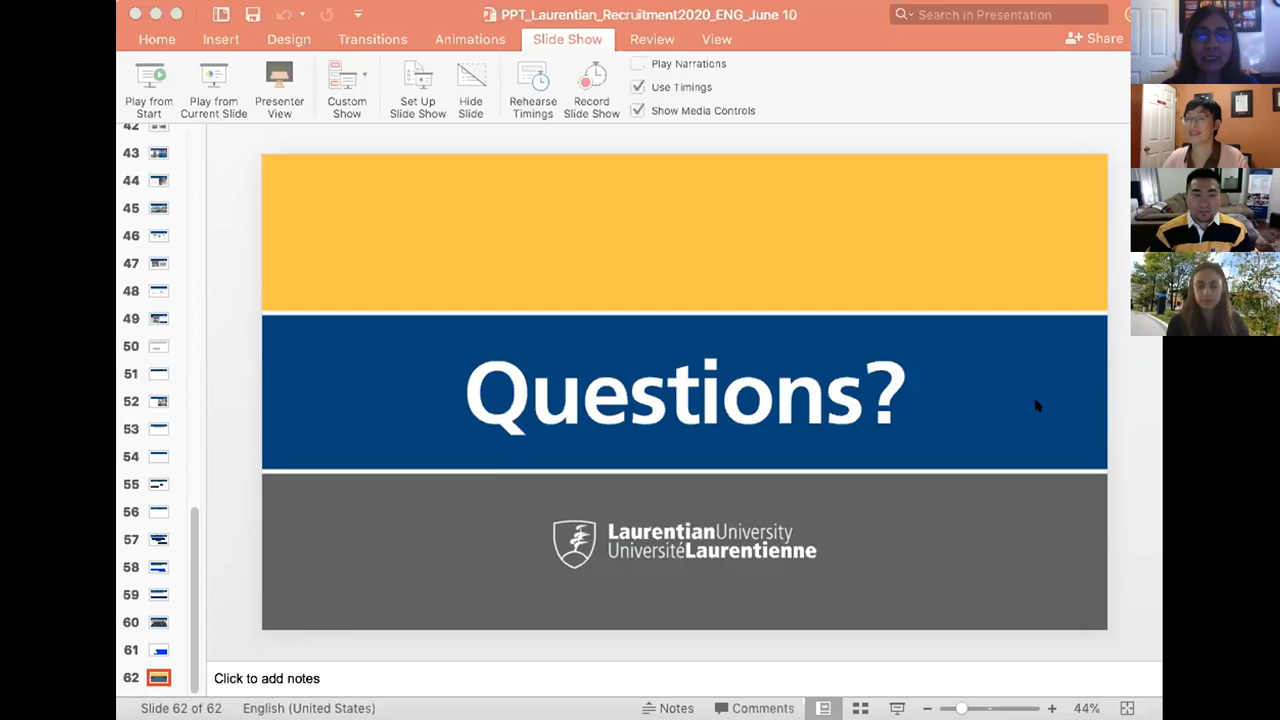 PPT_Laurentian_Recruitment2020_ENG_June 10
Search in Presentation
Home Insert Design Transitions Animations Slide Show Review View Share
Play from Start
Play from Current Slide
Presenter View
Custom Show
Set Up Slide Show
Hide Slide
Rehearse Timings
Record Slide Show
Play Narrations
Use Timings
Show Media Controls
42
43
44
45
46
47
48
49
50
51
52
53
54
55
56
57
58
59
60
61
62
Questions?
LaurentianUniversity
UniversitéLaurentienne
Click to add notes
Slide 62 of 62 English (United States) Notes Comments 44%